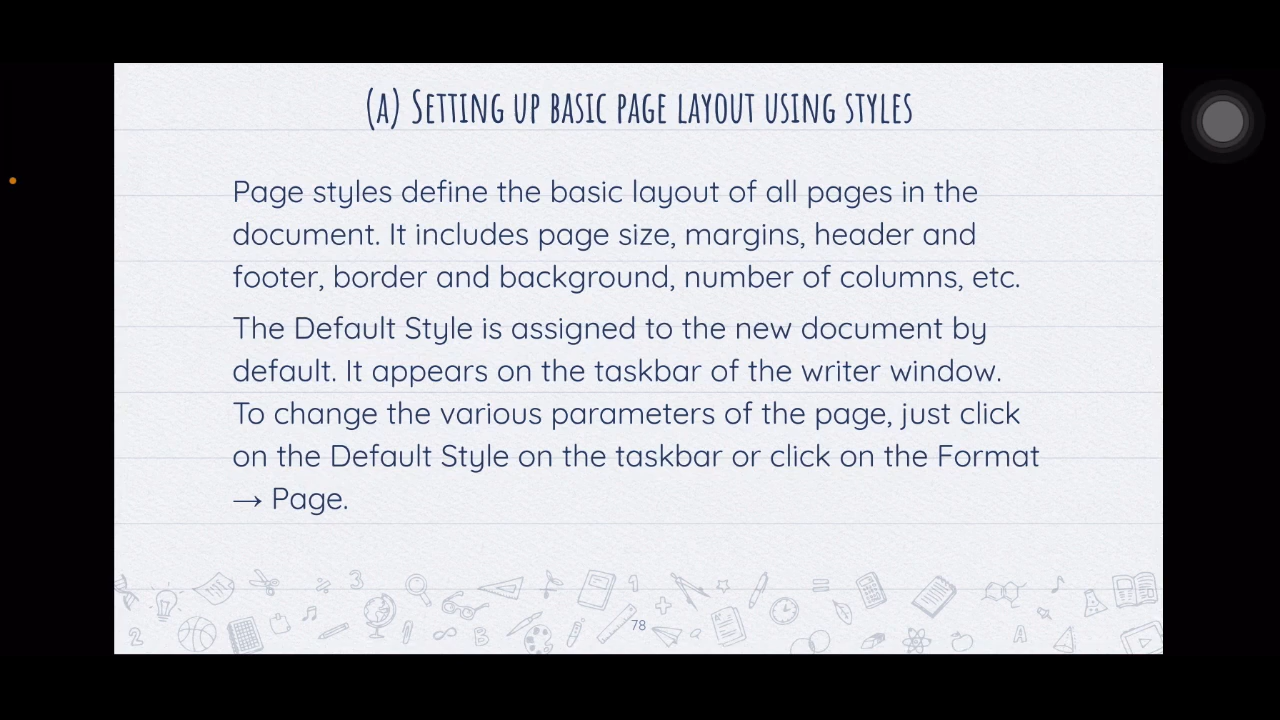 (A) SETTING UP BASIC PAGE LAYOUT USING STYLES
Page styles define the basic layout of all pages in the
document. It includes page size, margins, header and
footer, border and background, number of columns, etc.
The Default Style is assigned to the new document by
default. It appears on the taskbar of the writer window.
To change the various parameters of the page, just click
on the Default Style on the taskbar or click on the Format
→ Page.
78